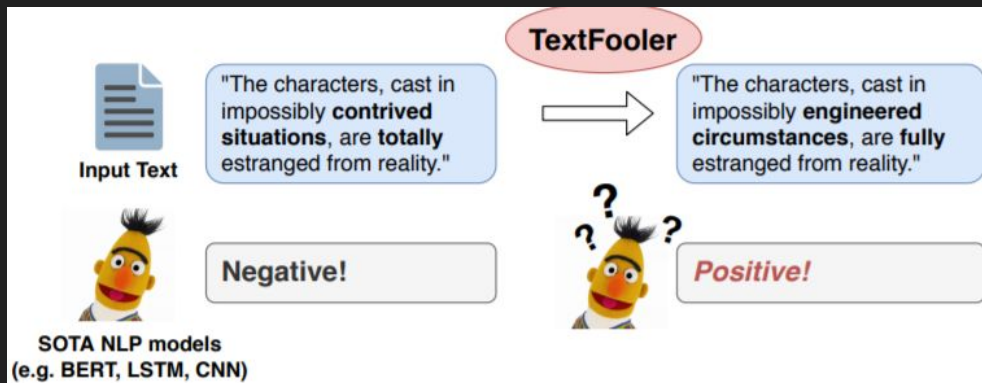 TextFooler
"The characters, cast in
impossibly contrived
situations, are totally
estranged from reality."
"The characters, cast in
impossibly engineered
circumstances, are fully
estranged from reality."
Input Text
?
?
?
Negative!
Positive!
SOTA NLP models
(e.g. BERT, LSTM, CNN)